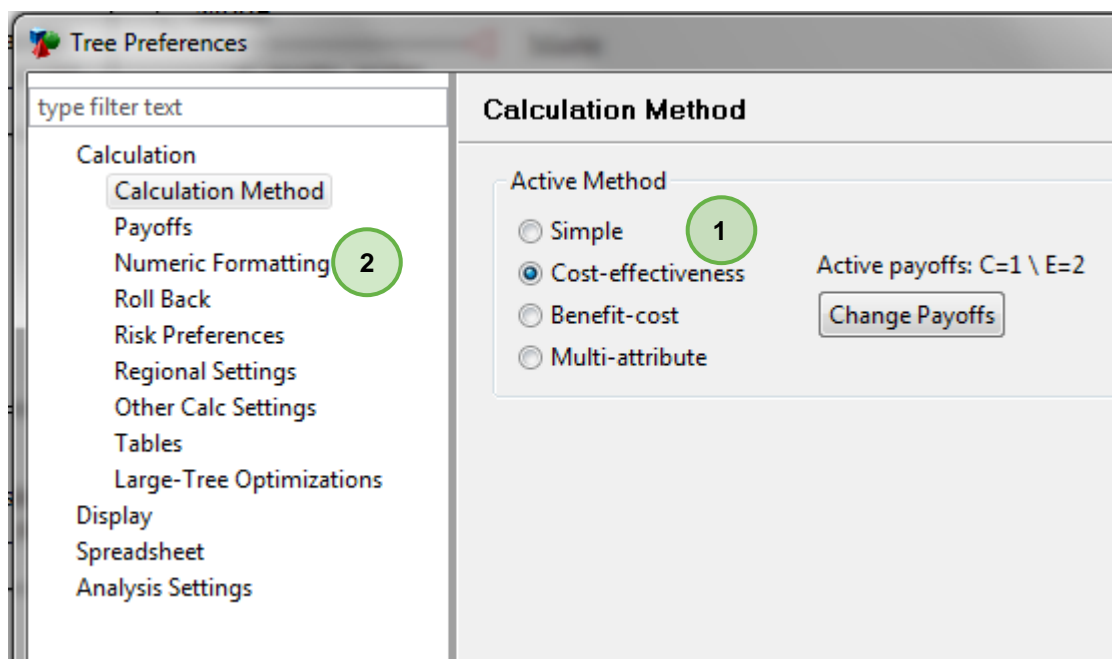 Tree Preferences
type filter text
Calculation
Calculation Method
Payoffs
Numeric Formatting
2
Roll Back
Risk Preferences
Regional Settings
Other Calc Settings
Tables
Large-Tree Optimizations
Display
Spreadsheet
Analysis Settings
Calculation Method
Active Method
Simple
1
Cost-effectiveness
Active payoffs: C=1 \ E=2
Benefit-cost
Change Payoffs
Multi-attribute